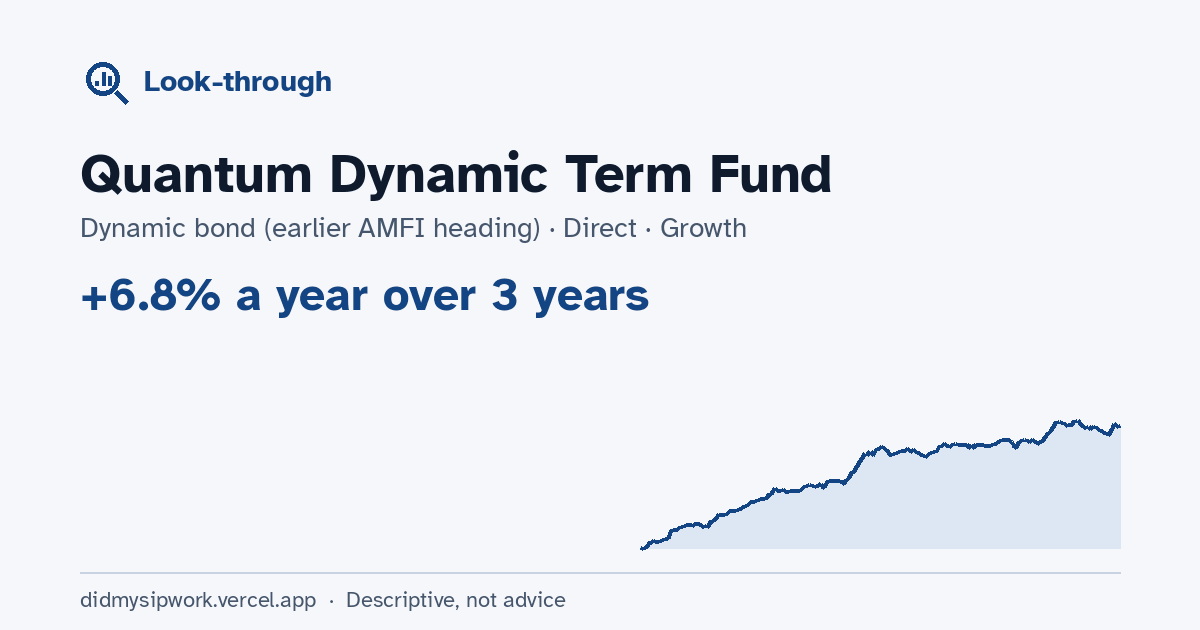 Look-through
Quantum Dynamic Term Fund
Dynamic bond (earlier AMFI heading) · Direct · Growth
+6.8% a year over 3 years
didmysipwork.vercel.app · Descriptive, not advice